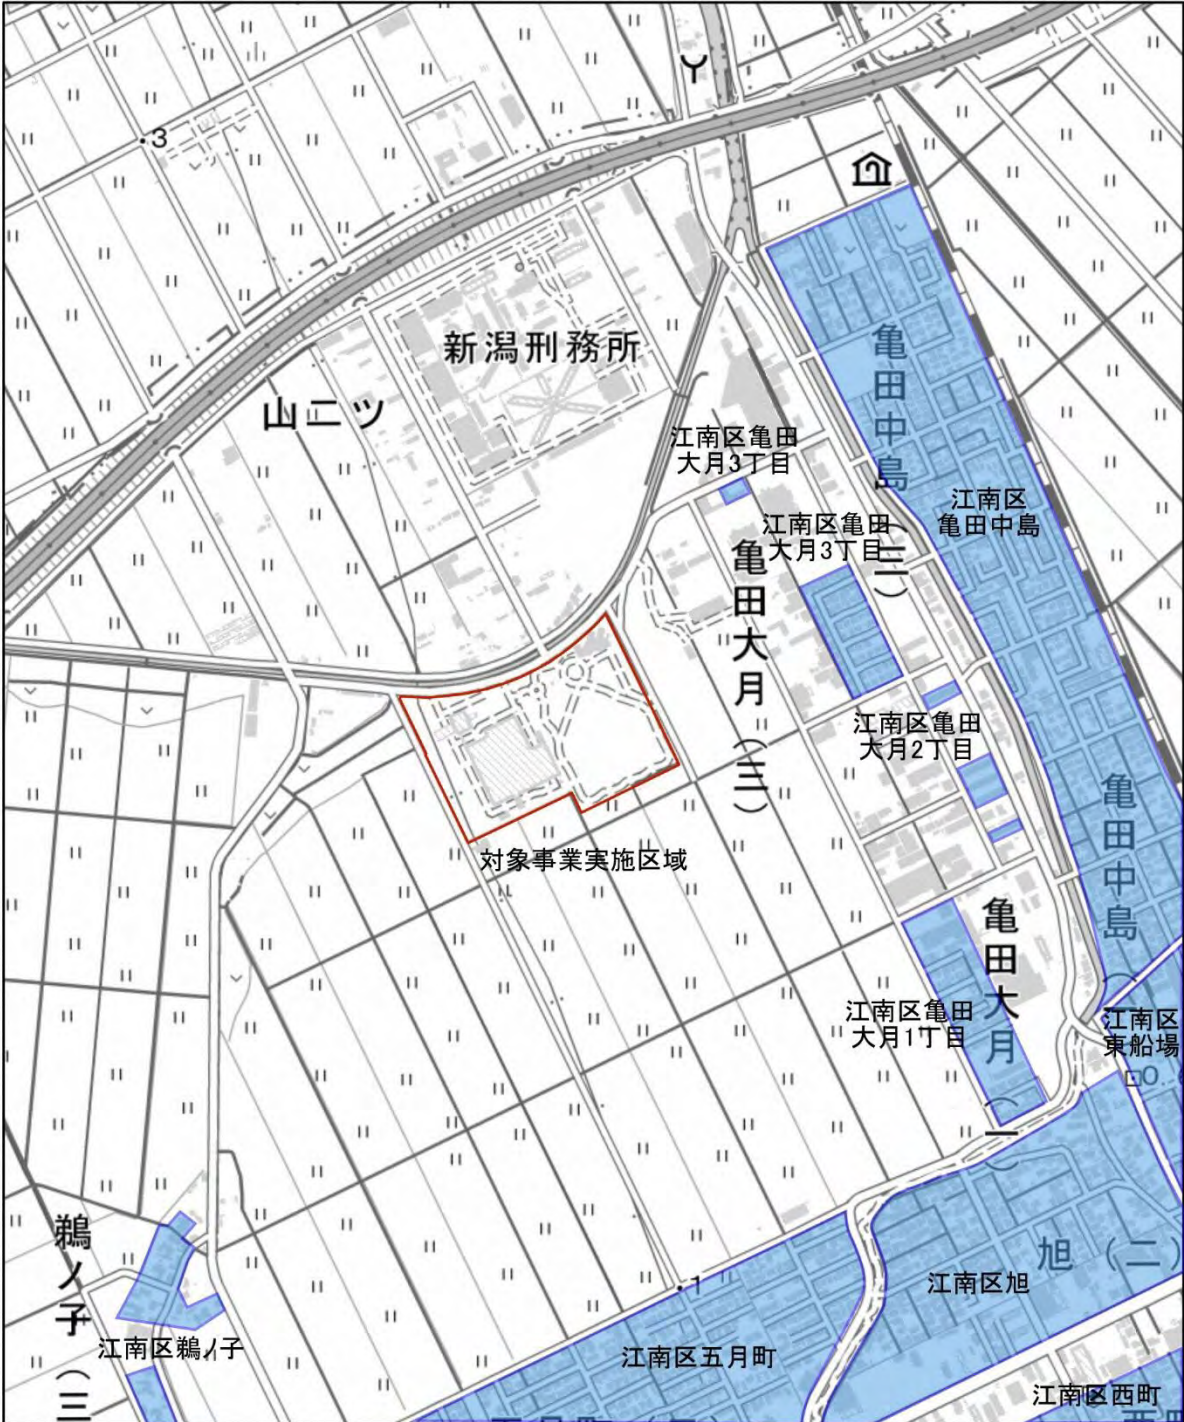 3
新潟刑務所
山二ツ
亀田中島
(三)
江南区亀田
大月3丁目
江南区
亀田中島
江南区亀田
大月3丁目
亀田大月
(三)
江南区亀田
大月2丁目
対象事業実施区域
亀田中島
亀田大月
(一)
江南区亀田
大月1丁目
江南区
東船場
旭(二)
江南区旭
鵜ノ子(三
江南区鵜ノ子
1
江南区五月町
江南区西町